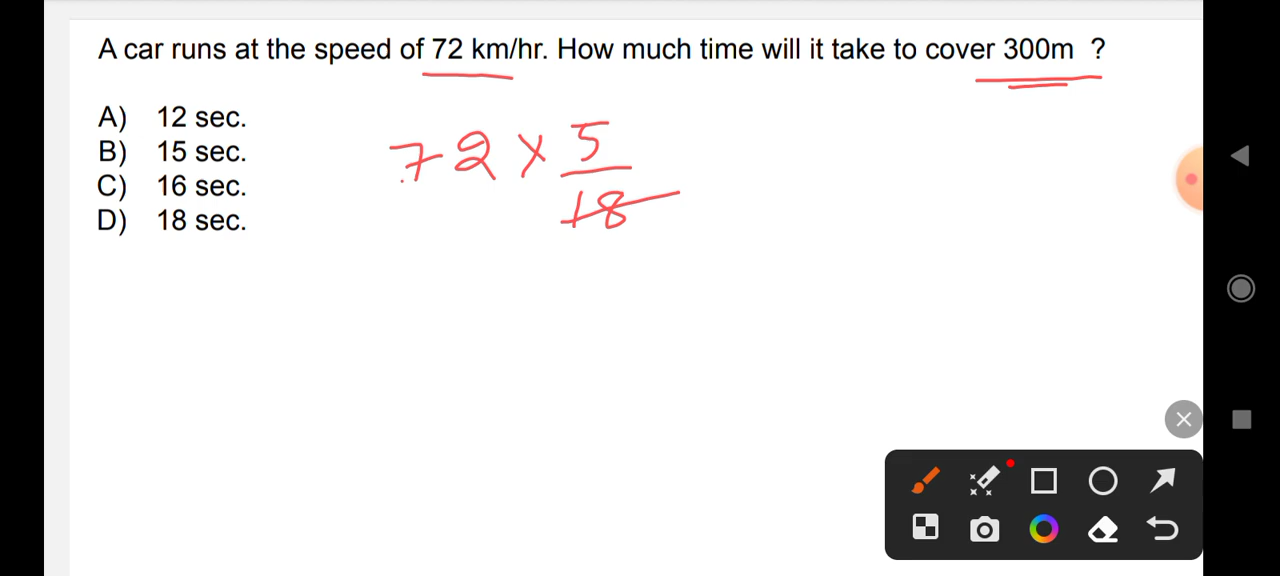 A car runs at the speed of 72 km/hr. How much time will it take to cover 300m ?
A) 12 sec.
B) 15 sec.
C) 16 sec.
D) 18 sec.
72 × 5
18